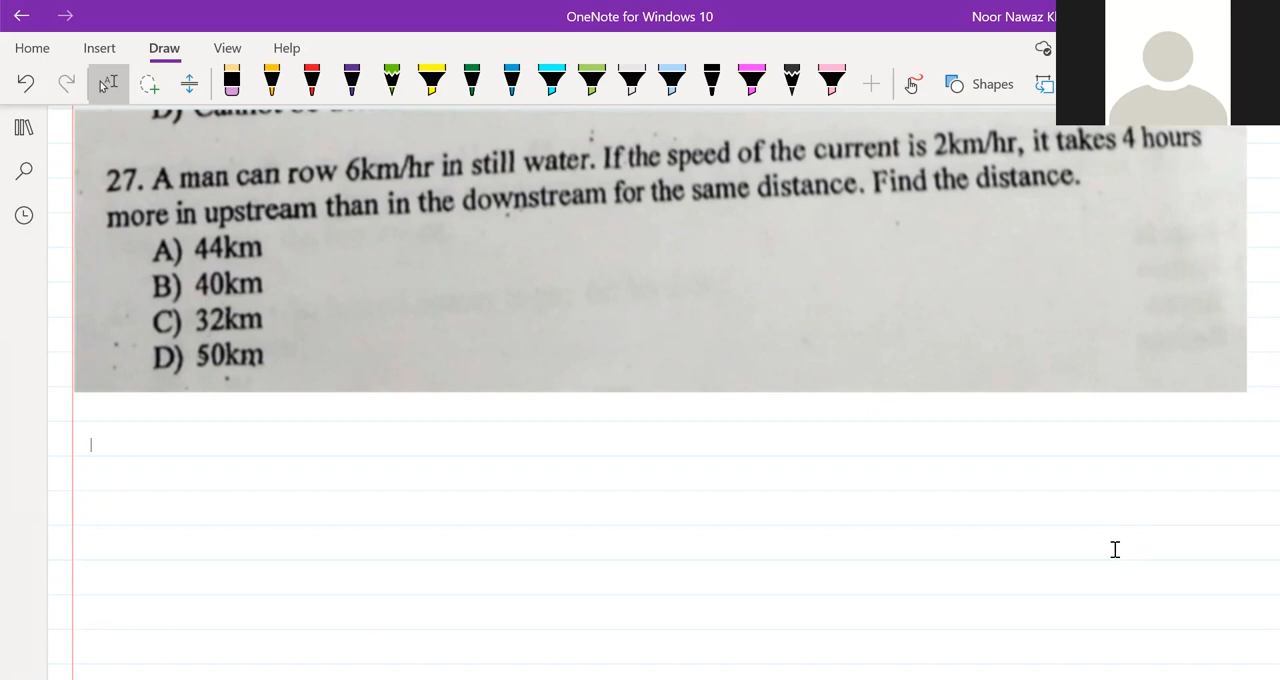 OneNote for Windows 10
Noor Nawaz
Home Insert Draw View Help
Shapes
27. A man can row 6km/hr in still water. If the speed of the current is 2km/hr, it takes 4 hours
more in upstream than in the downstream for the same distance. Find the distance.
A) 44km
B) 40km
C) 32km
D) 50km